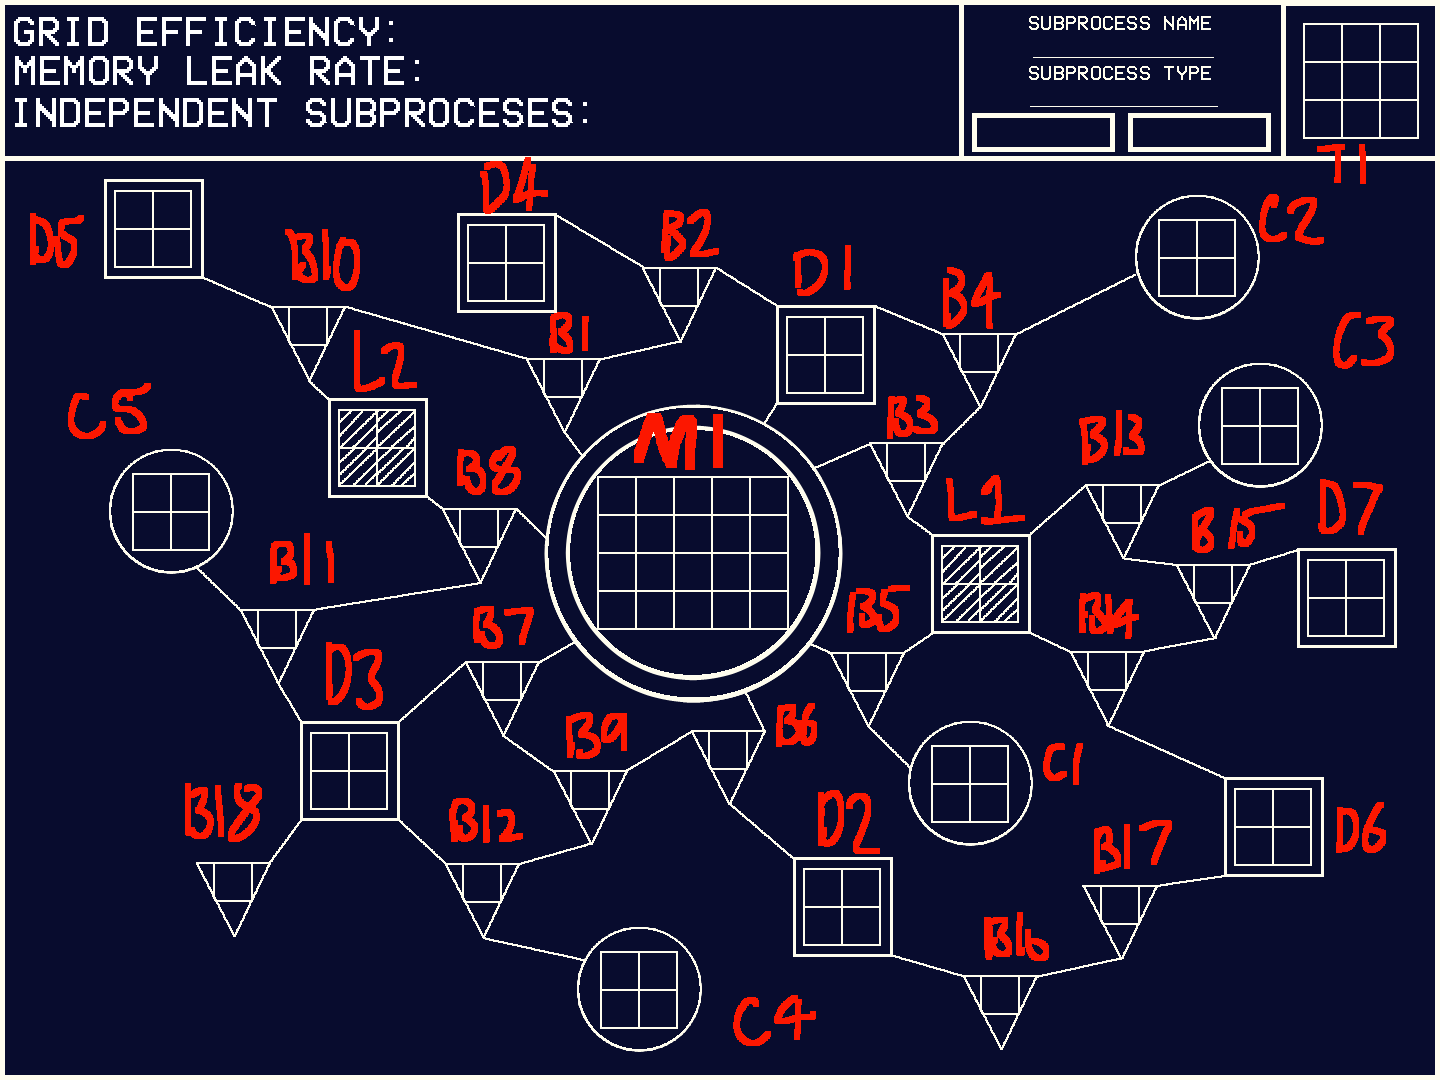 GRID EFFICIENCY:
MEMORY LEAK RATE:
INDEPENDENT SUBPROCESES:
SUBPROCESS NAME
SUBPROCESS TYPE
T1
D5
B10
D4
B2
D1
B4
C2
C3
L2
B1
C5
B8
M1
B3
B13
L1
B15
D7
B11
B7
B5
B14
D3
B9
B6
C1
B18
B12
D2
B17
D6
B16
C4